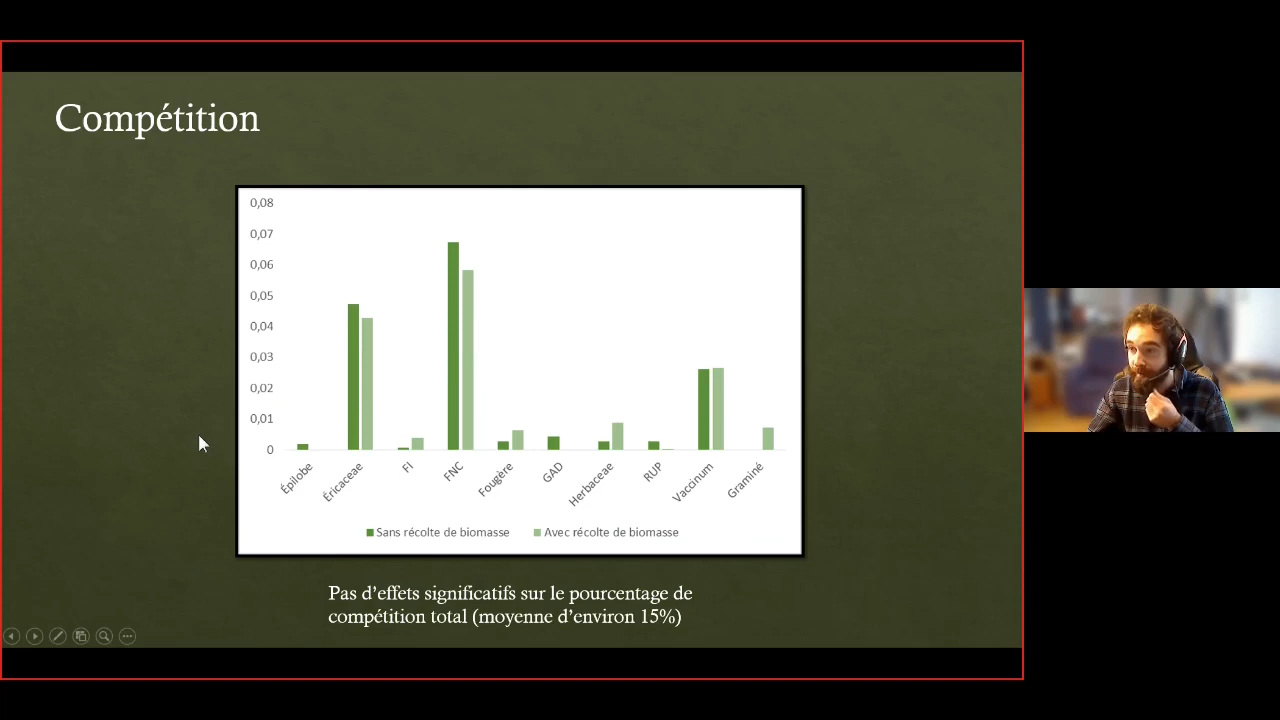 Compétition
0,08
0,07
0,06
0,05
0,04
0,03
0,02
0,01
0
Épilobe
Éricaceae
FI
FNC
Fougère
GAD
Herbaceae
RUP
Vaccinum
Graminé
Sans récolte de biomasse
Avec récolte de biomasse
Pas d'effets significatifs sur le pourcentage de
compétition total (moyenne d'environ 15%)